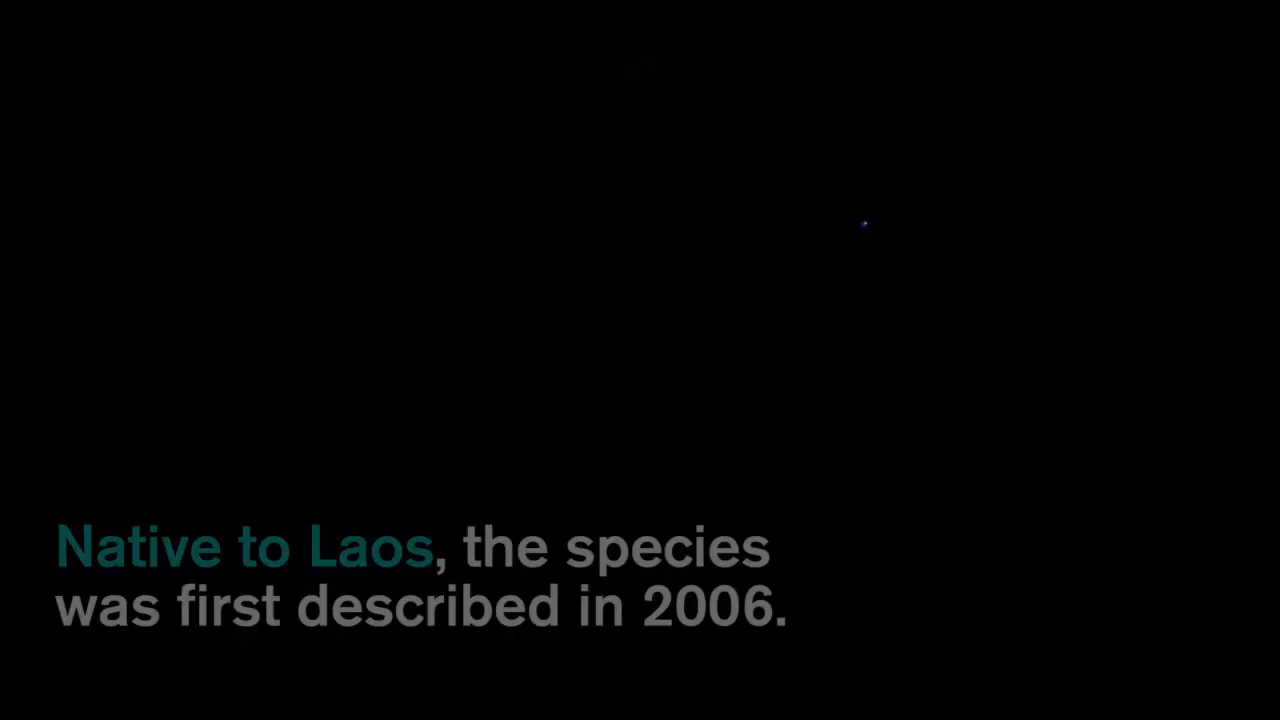 Native to Laos, the species
was first described in 2006.